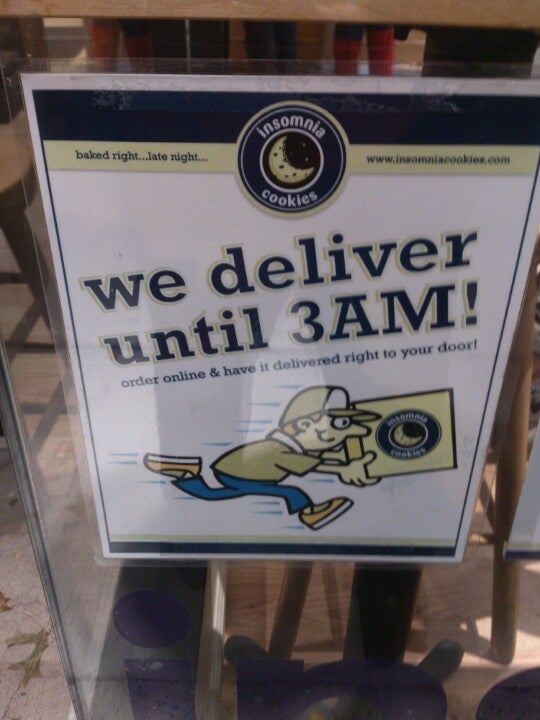 insomnia
cookies
baked right...late night...
www.insomniacookies.com
we deliver
until 3AM!
order online & have it delivered right to your door!
insomnia
cookies